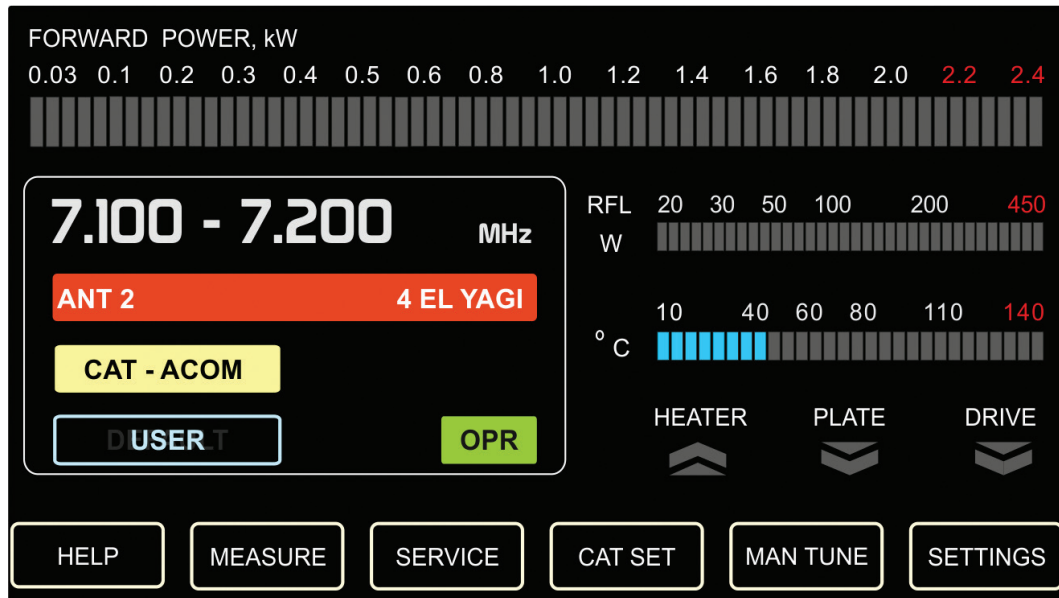 FORWARD POWER, kW
0.03 0.1 0.2 0.3 0.4 0.5 0.6 0.8 1.0 1.2 1.4 1.6 1.8 2.0 2.2 2.4
7.100 - 7.200 MHz
ANT 2 4 EL YAGI
CAT - ACOM
USER OPR
RFL 20 30 50 100 200 450
W
10 40 60 80 110 140
° C
HEATER PLATE DRIVE
HELP MEASURE SERVICE CAT SET MAN TUNE SETTINGS